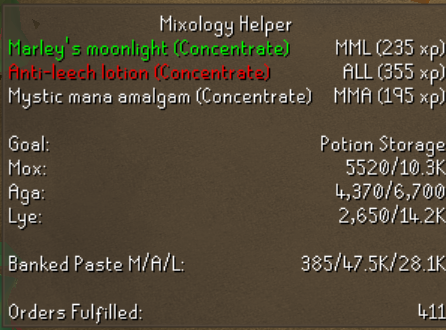 Mixology Helper
Marley's moonlight (Concentrate) MML (235 xp)
Anti-leech lotion (Concentrate) ALL (355 xp)
Mystic mana amalgam (Concentrate) MMA (195 xp)
Goal: Potion Storage
Mox: 5520/10.3K
Aga: 4,370/6,700
Lye: 2,650/14.2K
Banked Paste M/A/L: 385/47.5K/28.1K
Orders Fulfilled: 411